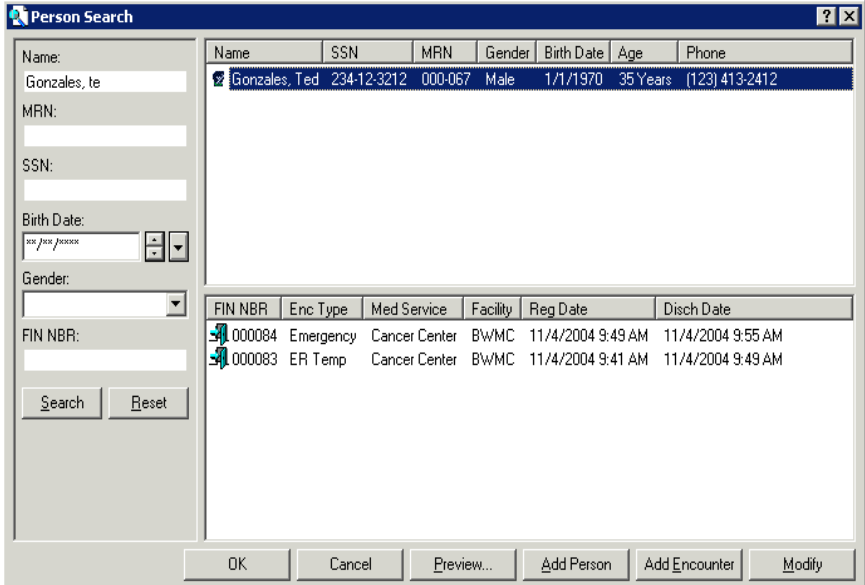 Person Search
Name:
Gonzales, te
MRN:
SSN:
Birth Date:
**/**/****
Gender:
FIN NBR:
Search Reset
Name SSN MRN Gender Birth Date Age Phone
Gonzales, Ted 234-12-3212 000-067 Male 1/1/1970 35 Years (123) 413-2412
FIN NBR Enc Type Med Service Facility Reg Date Disch Date
000084 Emergency Cancer Center BWMC 11/4/2004 9:49 AM 11/4/2004 9:55 AM
000083 ER Temp Cancer Center BWMC 11/4/2004 9:41 AM 11/4/2004 9:49 AM
OK Cancel Preview... Add Person Add Encounter Modify